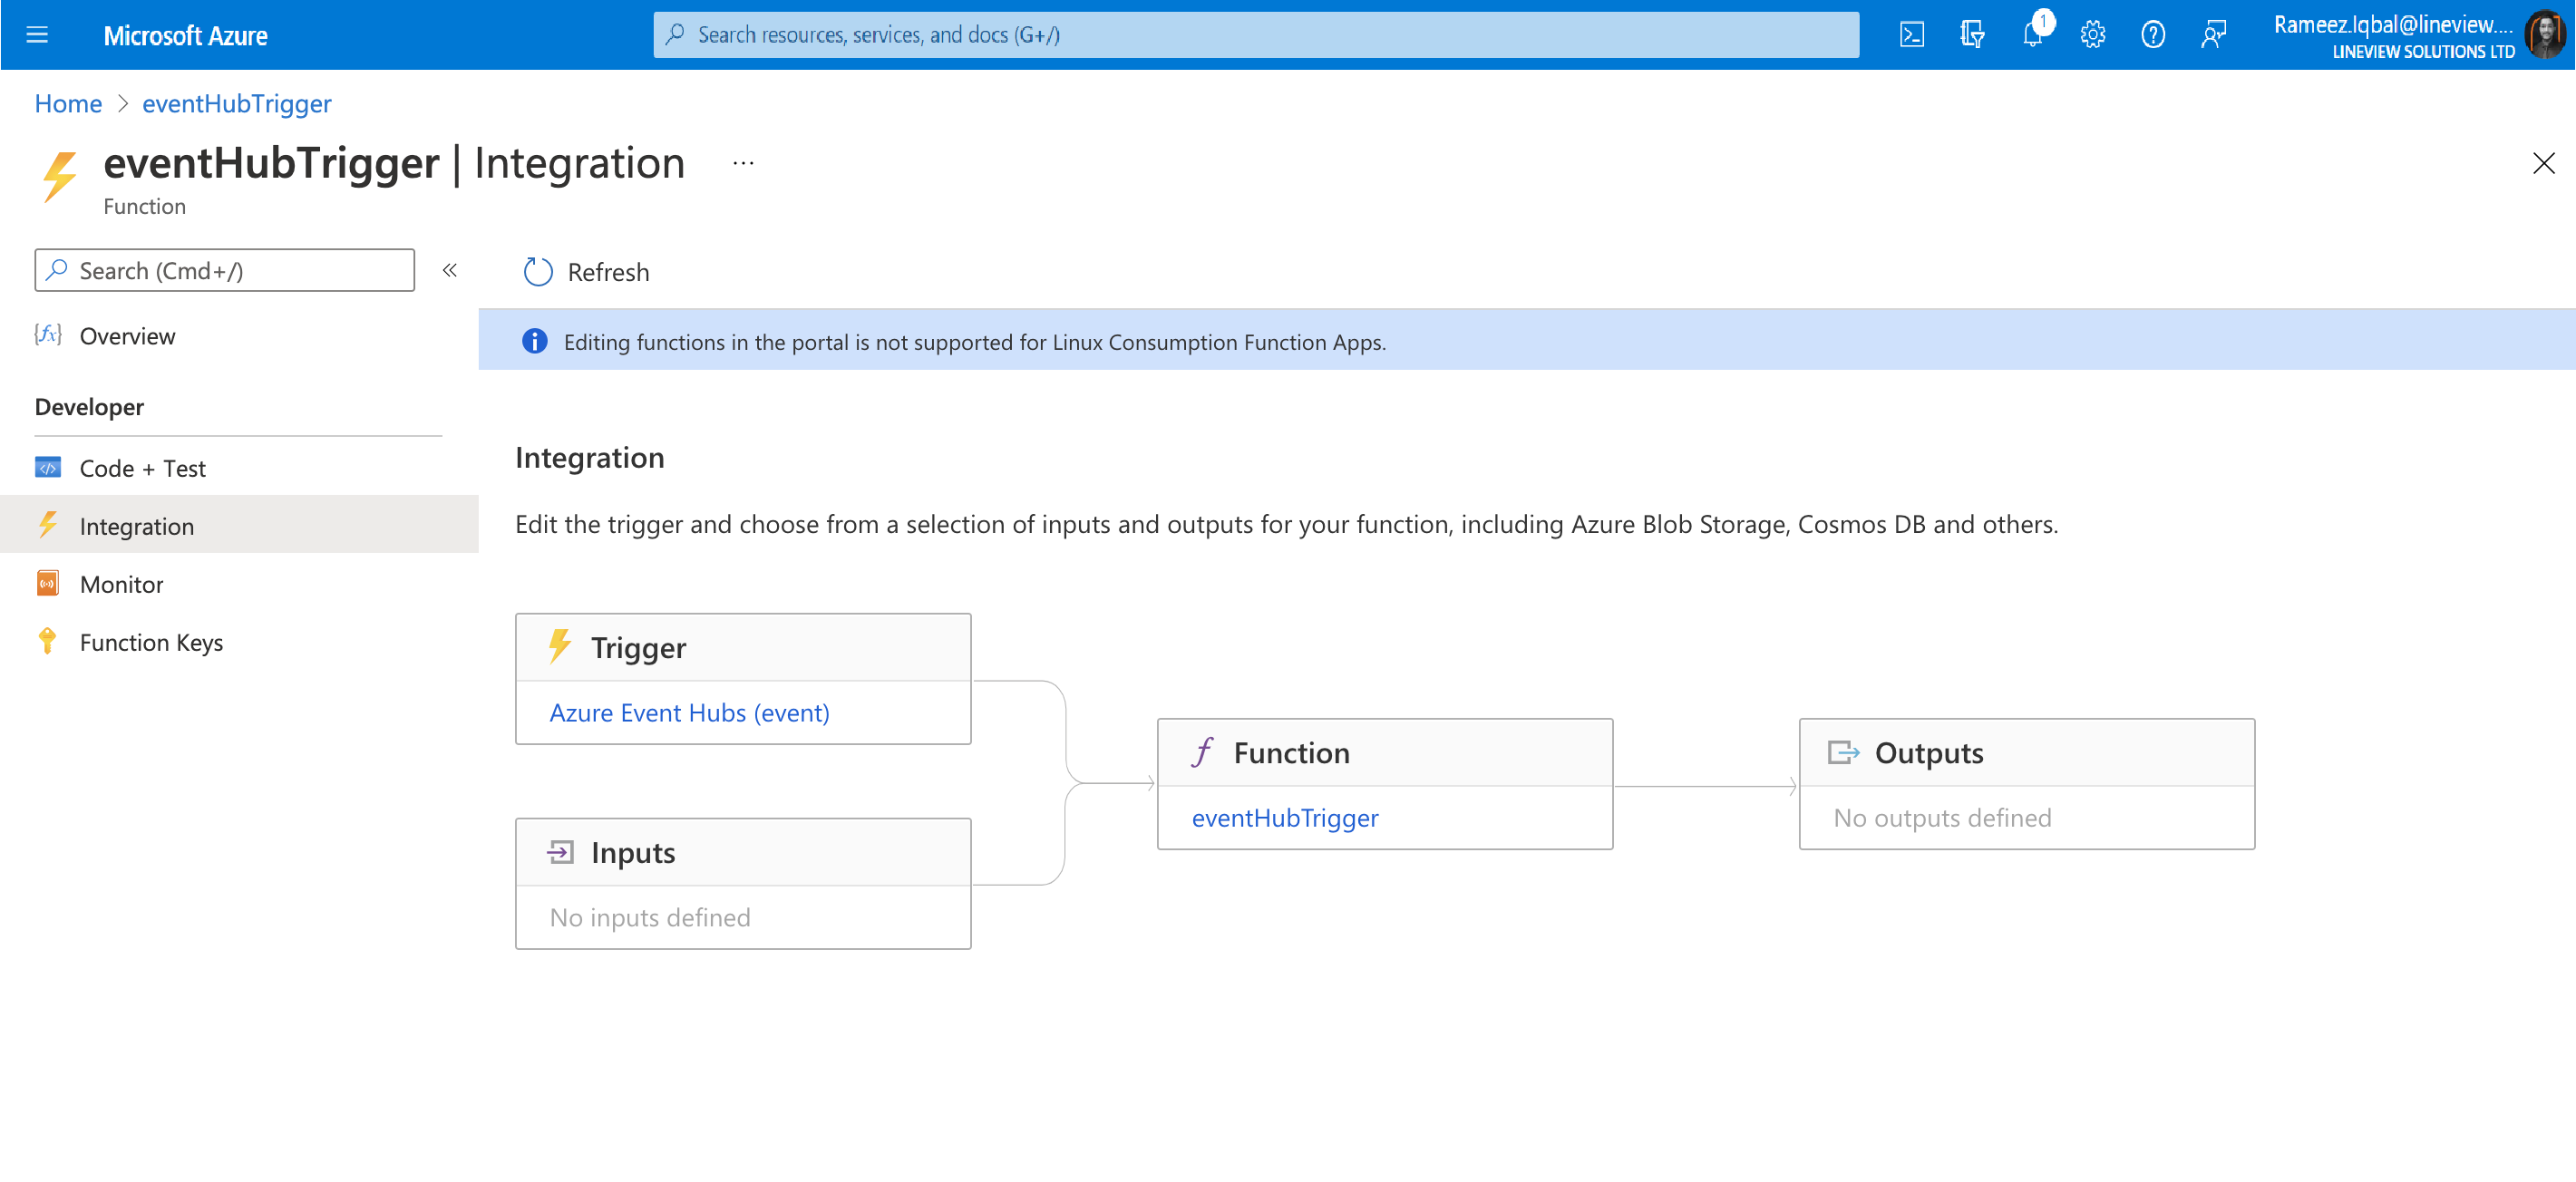 Microsoft Azure
Search resources, services, and docs (G+/)
1
Rameez.Iqbal@lineview....
LINEVIEW SOLUTIONS LTD
Home > eventHubTrigger
eventHubTrigger | Integration ...
Function
Search (Cmd+/)
«
Refresh
{fx} Overview
Editing functions in the portal is not supported for Linux Consumption Function Apps.
Developer
Code + Test
Integration
Monitor
Function Keys
Integration
Edit the trigger and choose from a selection of inputs and outputs for your function, including Azure Blob Storage, Cosmos DB and others.
Trigger
Azure Event Hubs (event)
Inputs
No inputs defined
f Function
eventHubTrigger
Outputs
No outputs defined